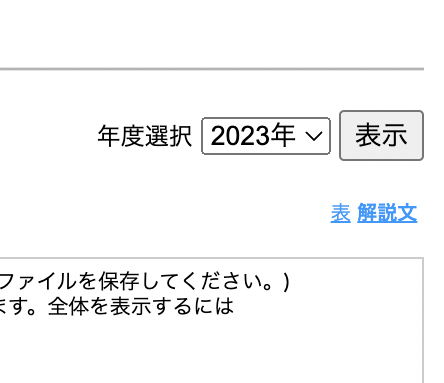 年度選択 2023年 表示
表 解説文
ファイルを保存してください。)
ます。全体を表示するには